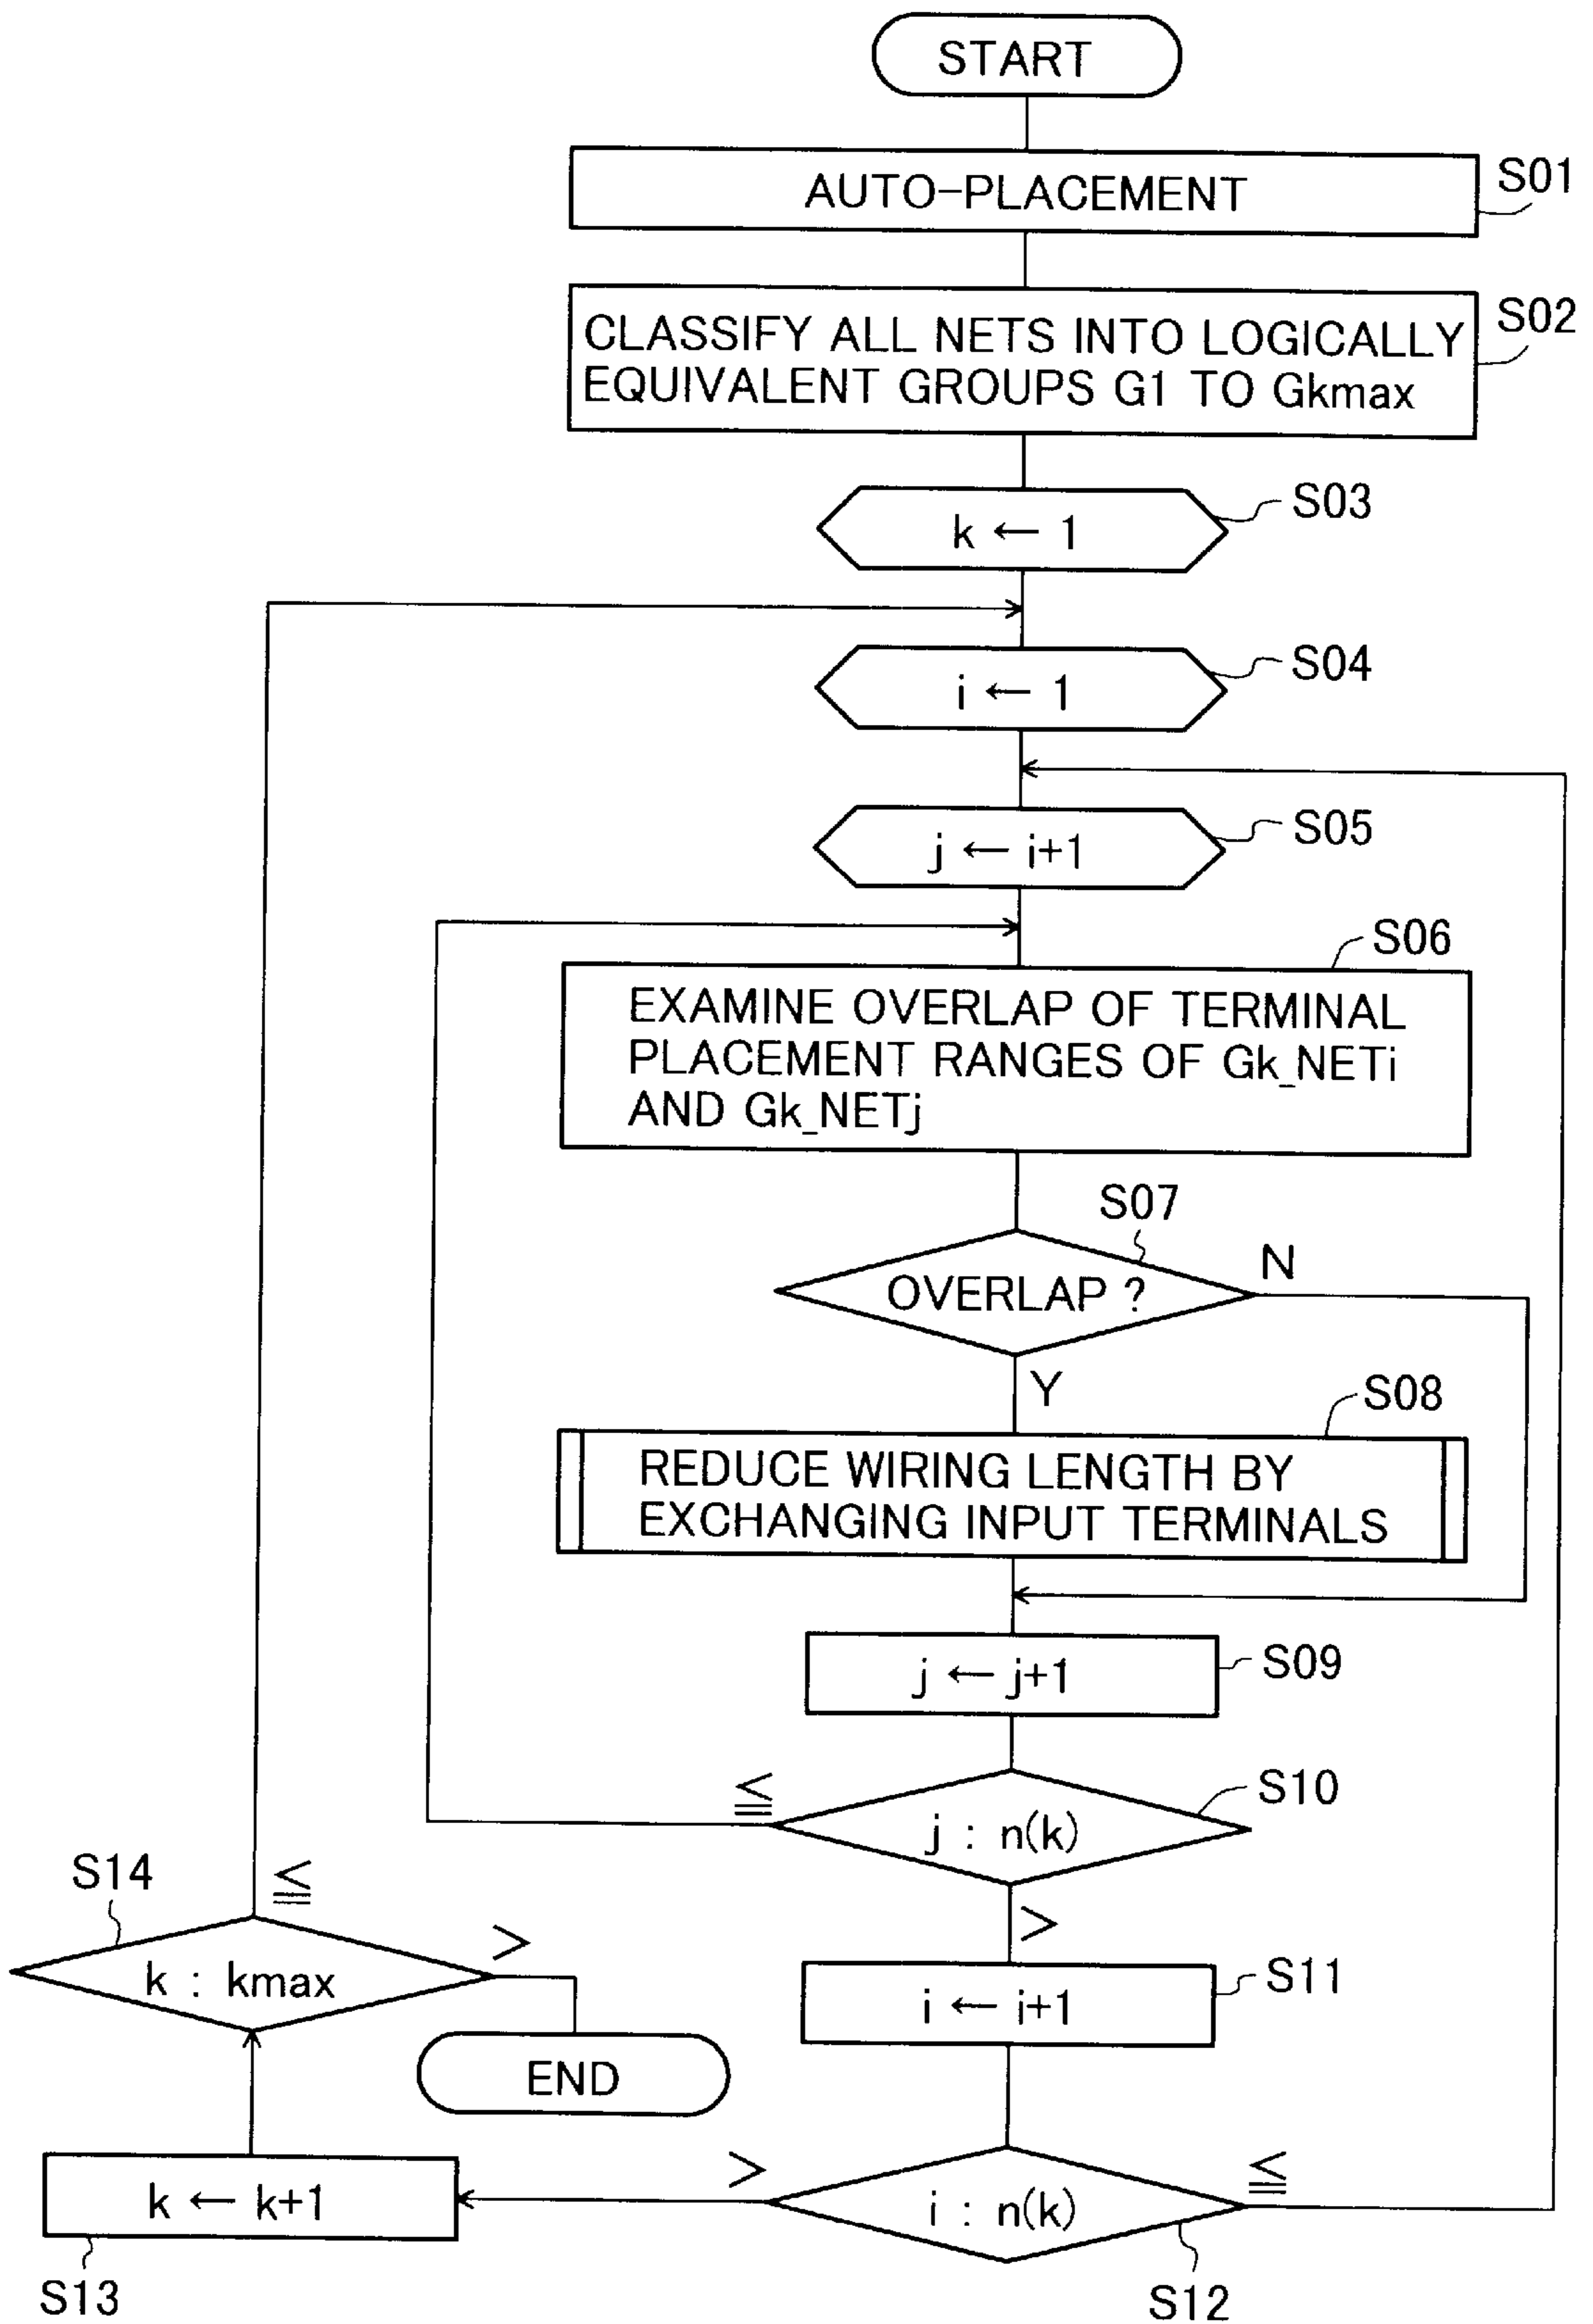 START
AUTO-PLACEMENT
S01
CLASSIFY ALL NETS INTO LOGICALLY
EQUIVALENT GROUPS G1 TO Gkmax
S02
k ← 1
S03
i ← 1
S04
j ← i+1
S05
S06
EXAMINE OVERLAP OF TERMINAL
PLACEMENT RANGES OF Gk_NETi
AND Gk_NETj
S07
OVERLAP ?
N
Y
S08
REDUCE WIRING LENGTH BY
EXCHANGING INPUT TERMINALS
j ← j+1
S09
≦
j : n(k)
S10
>
S14
≦
k : kmax
>
i ← i+1
S11
END
k ← k+1
S13
>
i : n(k)
≦
S12